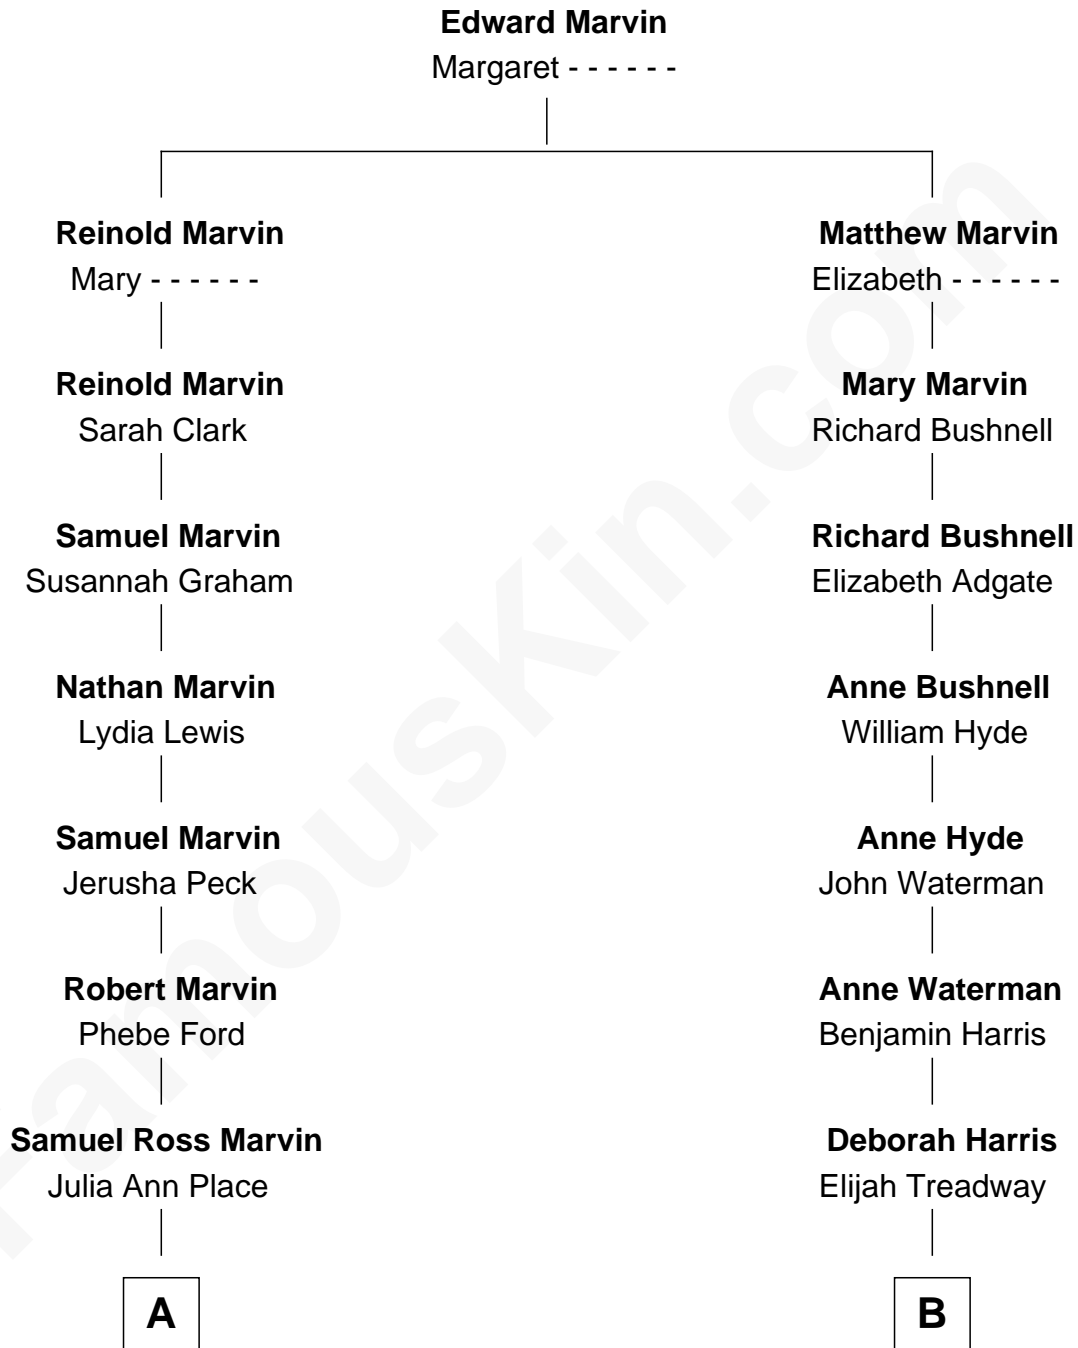 Edward Marvin
Margaret - - - - - -
Reinold Marvin
Mary - - - - - -
Matthew Marvin
Elizabeth - - - - - -
Reinold Marvin
Sarah Clark
Mary Marvin
Richard Bushnell
Samuel Marvin
Susannah Graham
Richard Bushnell
Elizabeth Adgate
Nathan Marvin
Lydia Lewis
Anne Bushnell
William Hyde
Samuel Marvin
Jerusha Peck
Anne Hyde
John Waterman
Robert Marvin
Phebe Ford
Anne Waterman
Benjamin Harris
Samuel Ross Marvin
Julia Ann Place
Deborah Harris
Elijah Treadway
A
B
FamousKin.com